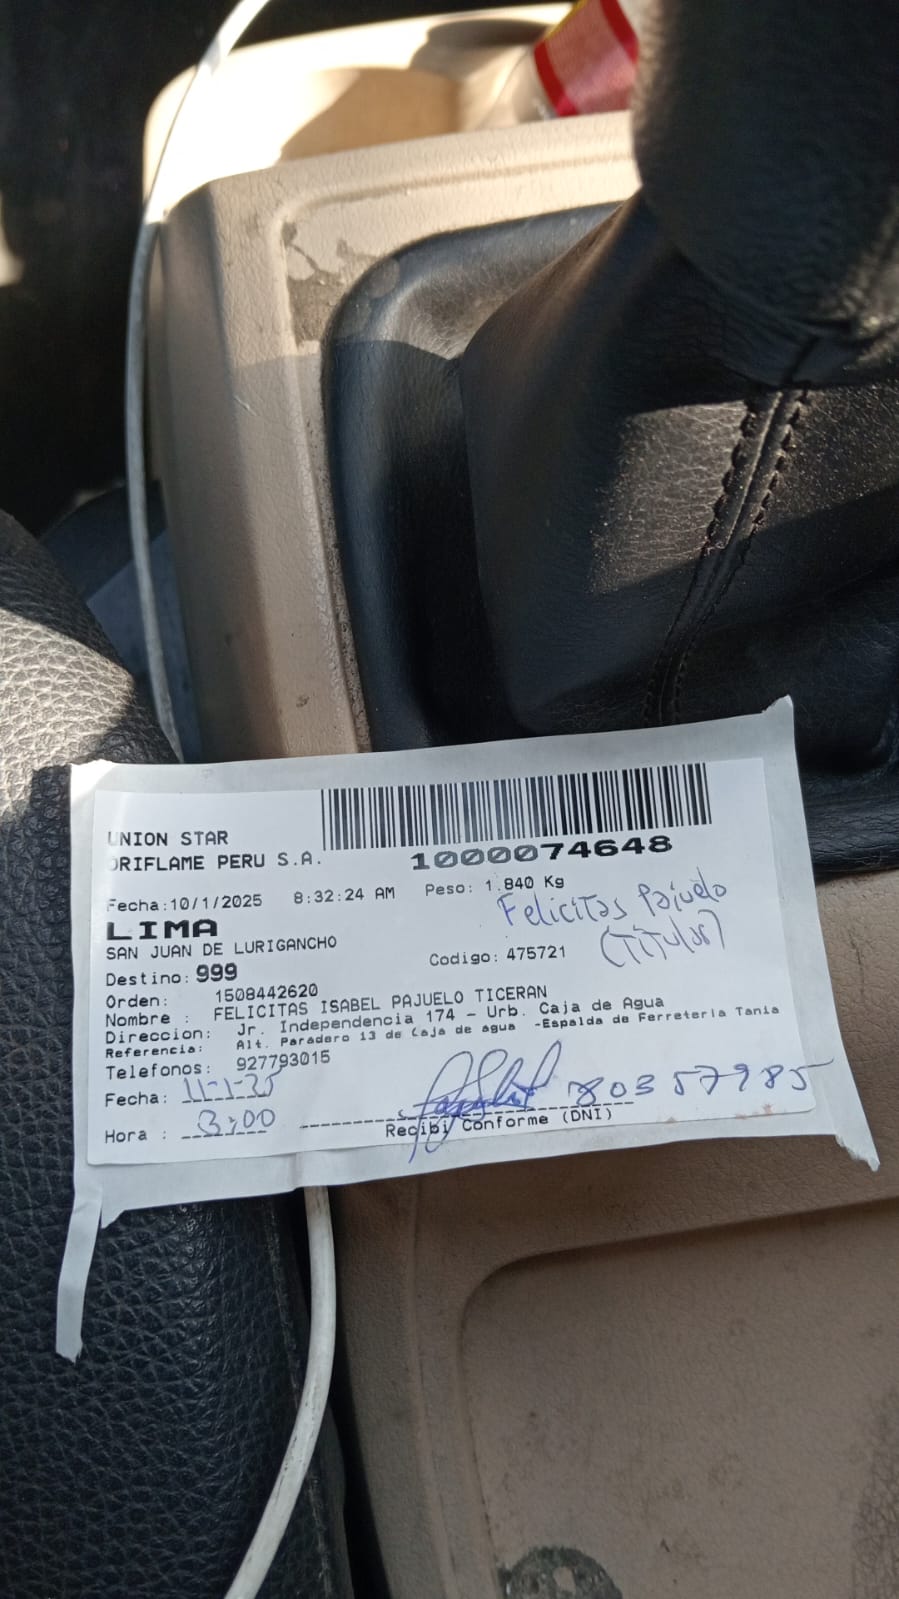 UNION STAR
ORIFLAME PERU S.A.
1000074648
Fecha:10/1/2025 8:32:24 AM Peso: 1.840 Kg
Felicitas Pajuelo
(Titular)
LIMA
SAN JUAN DE LURIGANCHO
Destino: 999 Codigo: 475721
Orden: 1508442620
Nombre : FELICITAS ISABEL PAJUELO TICERAN
Direccion: Jr. Independencia 174 - Urb. Caja de Agua
Referencia: Alt. Paradero 13 de Caja de agua -Espalda de Ferreteria Tania
Telefonos: 927793015
Fecha: 11-1-25
80357985
Hora : 3:00
Recibi Conforme (DNI)